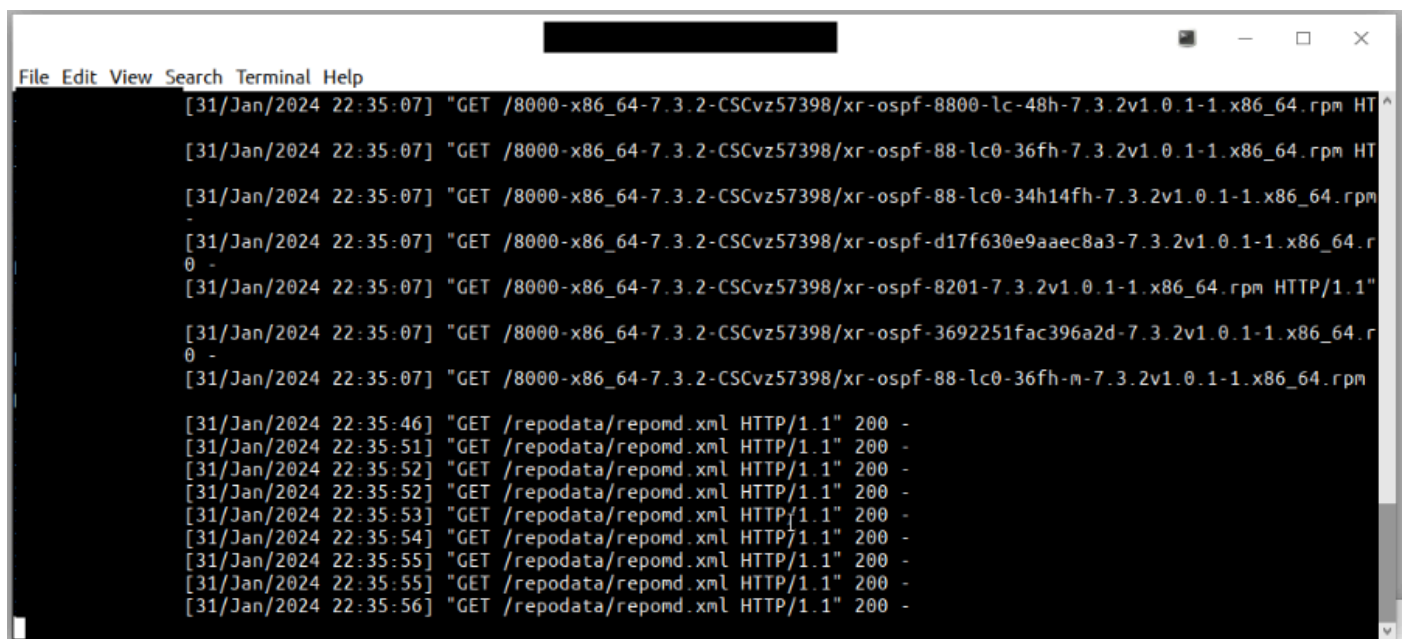 File Edit View Search Terminal Help
[31/Jan/2024 22:35:07] "GET /8000-x86_64-7.3.2-CSCvz57398/xr-ospf-8800-lc-48h-7.3.2v1.0.1-1.x86_64.rpm HT
[31/Jan/2024 22:35:07] "GET /8000-x86_64-7.3.2-CSCvz57398/xr-ospf-88-lc0-36fh-7.3.2v1.0.1-1.x86_64.rpm HT
[31/Jan/2024 22:35:07] "GET /8000-x86_64-7.3.2-CSCvz57398/xr-ospf-88-lc0-34h14fh-7.3.2v1.0.1-1.x86_64.rpm
-
[31/Jan/2024 22:35:07] "GET /8000-x86_64-7.3.2-CSCvz57398/xr-ospf-d17f630e9aaec8a3-7.3.2v1.0.1-1.x86_64.r
0 -
[31/Jan/2024 22:35:07] "GET /8000-x86_64-7.3.2-CSCvz57398/xr-ospf-8201-7.3.2v1.0.1-1.x86_64.rpm HTTP/1.1"
[31/Jan/2024 22:35:07] "GET /8000-x86_64-7.3.2-CSCvz57398/xr-ospf-3692251fac396a2d-7.3.2v1.0.1-1.x86_64.r
0 -
[31/Jan/2024 22:35:07] "GET /8000-x86_64-7.3.2-CSCvz57398/xr-ospf-88-lc0-36fh-m-7.3.2v1.0.1-1.x86_64.rpm
[31/Jan/2024 22:35:46] "GET /repodata/repomd.xml HTTP/1.1" 200 -
[31/Jan/2024 22:35:51] "GET /repodata/repomd.xml HTTP/1.1" 200 -
[31/Jan/2024 22:35:52] "GET /repodata/repomd.xml HTTP/1.1" 200 -
[31/Jan/2024 22:35:52] "GET /repodata/repomd.xml HTTP/1.1" 200 -
[31/Jan/2024 22:35:53] "GET /repodata/repomd.xml HTTP/1.1" 200 -
[31/Jan/2024 22:35:54] "GET /repodata/repomd.xml HTTP/1.1" 200 -
[31/Jan/2024 22:35:55] "GET /repodata/repomd.xml HTTP/1.1" 200 -
[31/Jan/2024 22:35:55] "GET /repodata/repomd.xml HTTP/1.1" 200 -
[31/Jan/2024 22:35:56] "GET /repodata/repomd.xml HTTP/1.1" 200 -